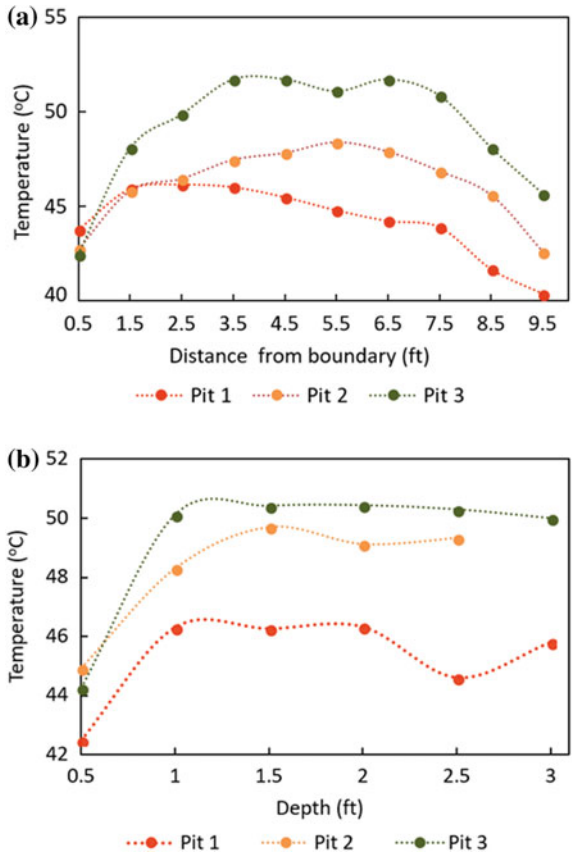 (a)
55
50
45
40
Temperature (°C)
0.5 1.5 2.5 3.5 4.5 5.5 6.5 7.5 8.5 9.5
Distance from boundary (ft)
Pit 1 Pit 2 Pit 3
(b)
52
50
48
46
44
42
Temperature (°C)
0.5 1 1.5 2 2.5 3
Depth (ft)
Pit 1 Pit 2 Pit 3